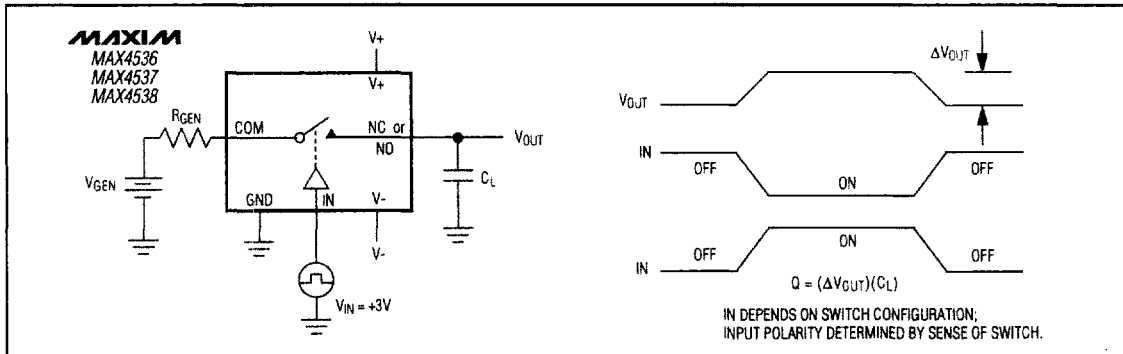 MAXIM
MAX4536
MAX4537
MAX4538
V+
V+
RGEN
COM
NC or
NO
VOUT
VGEN
CL
GND
IN
V-
V-
VIN = +3V
ΔVOUT
VOUT
IN
OFF
ON
OFF
IN
OFF
ON
OFF
Q = (ΔVOUT)(CL)
IN DEPENDS ON SWITCH CONFIGURATION;
INPUT POLARITY DETERMINED BY SENSE OF SWITCH.